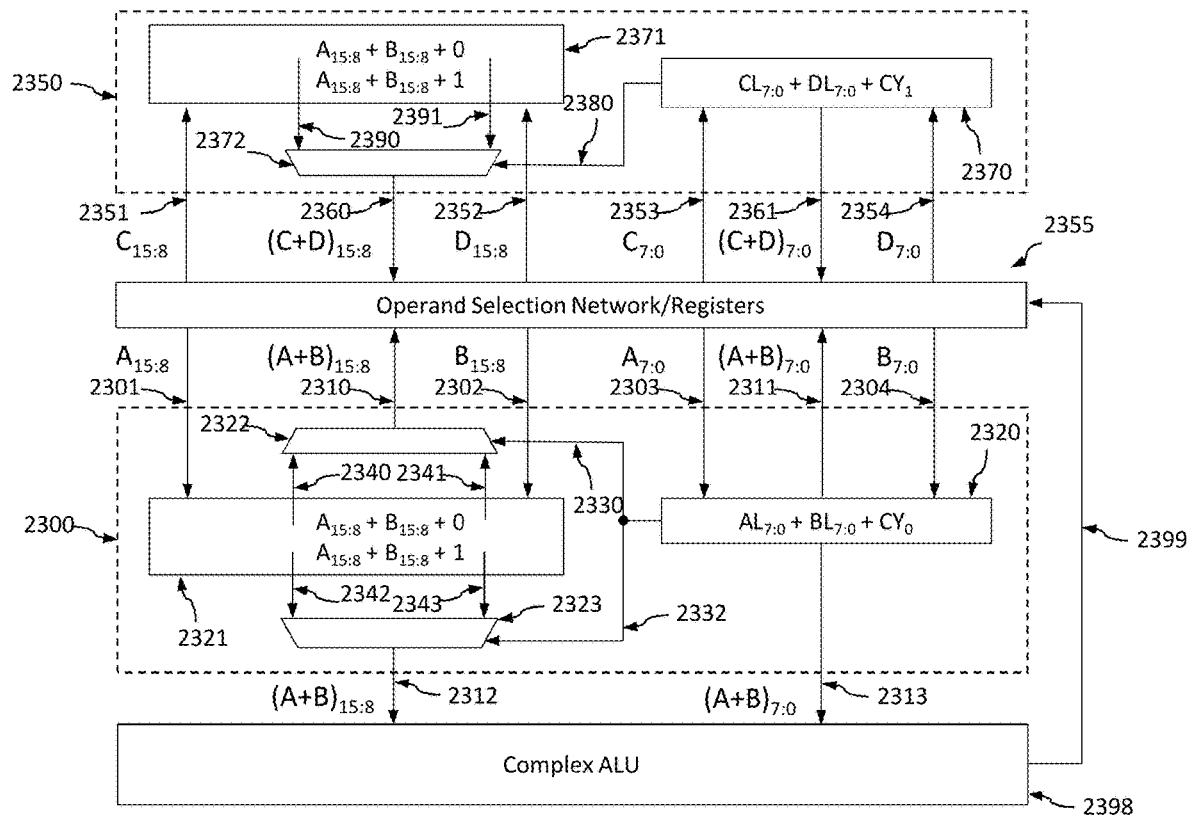 A15:8 + B15:8 + 0
2371
2350
A15:8 + B15:8 + 1
CL7:0 + DL7:0 + CY1
2391
2380
2372
2390
2370
2351
2360
2352
2353
2361
2354
C15:8
(C+D)15:8
D15:8
C7:0
(C+D)7:0
D7:0
2355
Operand Selection Network/Registers
A15:8
(A+B)15:8
B15:8
A7:0
(A+B)7:0
B7:0
2301
2310
2302
2303
2311
2304
2322
2320
2340
2341
2330
2300
A15:8 + B15:8 + 0
AL7:0 + BL7:0 + CY0
A15:8 + B15:8 + 1
2399
2342
2343
2323
2332
2321
(A+B)15:8
2312
(A+B)7:0
2313
Complex ALU
2398